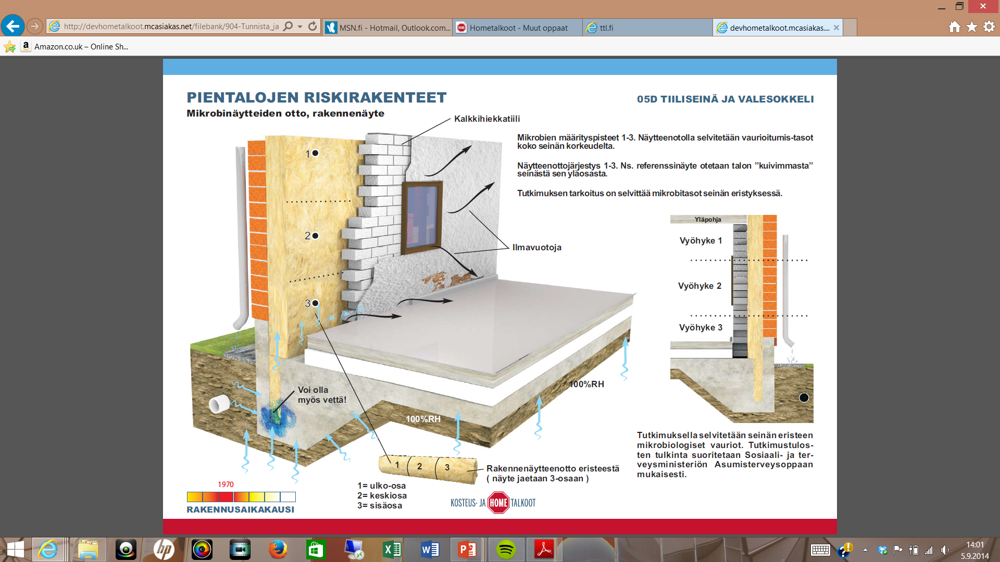 http://devhometalkoot.mcasiakas.net/filebank/904-Tunnista_ja
MSN.fi - Hotmail, Outlook.com...
Hometalkoot - Muut oppaat
ttl.fi
devhometalkoot.mcasiakas....
Amazon.co.uk – Online Sh...
PIENTALOJEN RISKIRAKENTEET
05D TIILISEINÄ JA VALESOKKELI
Mikrobinäytteiden otto, rakennenäyte
Kalkkihiekkatiili
Mikrobien määrityspisteet 1-3. Näytteenotolla selvitetään vaurioitumis-tasot
koko seinän korkeudelta.
Näytteenottojärjestys 1-3. Ns. referenssinäyte otetaan talon ”kuivimmasta”
seinästä sen yläosasta.
Tutkimuksen tarkoitus on selvittää mikrobitasot seinän eristyksessä.
1
2
3
Ilmavuotoja
Yläpohja
Vyöhyke 1
Vyöhyke 2
Vyöhyke 3
Voi olla
myös vettä!
100%RH
100%RH
Tutkimuksella selvitetään seinän eristeen
mikrobiologiset vauriot. Tutkimustulos-
ten tulkinta suoritetaan Sosiaali- ja ter-
veysministeriön Asumisterveysoppaan
mukaisesti.
1 2 3
Rakennenäytteenotto eristeestä
( näyte jaetaan 3-osaan )
1= ulko-osa
2= keskiosa
3= sisäosa
1970
RAKENNUSAIKAKAUSI
KOSTEUS- JA HOME TALKOOT
14:01
5.9.2014